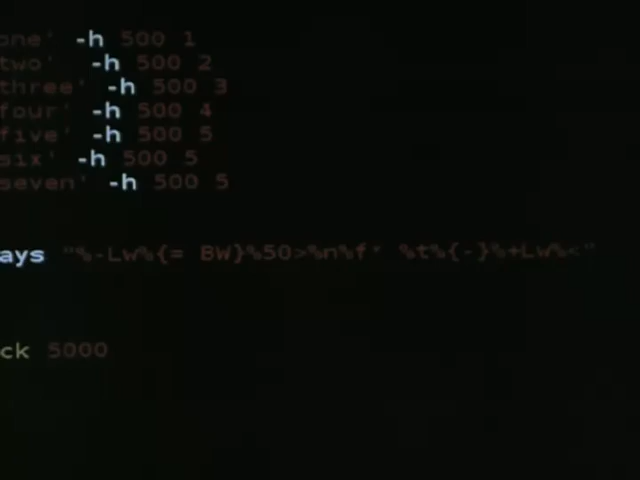 one' -h 500 1
two' -h 500 2
three' -h 500 3
four' -h 500 4
five' -h 500 5
six' -h 500 5
seven' -h 500 5
ays "%-Lw%{= BW}%50>%n%f* %t%{-}%+Lw%<"
ck 5000